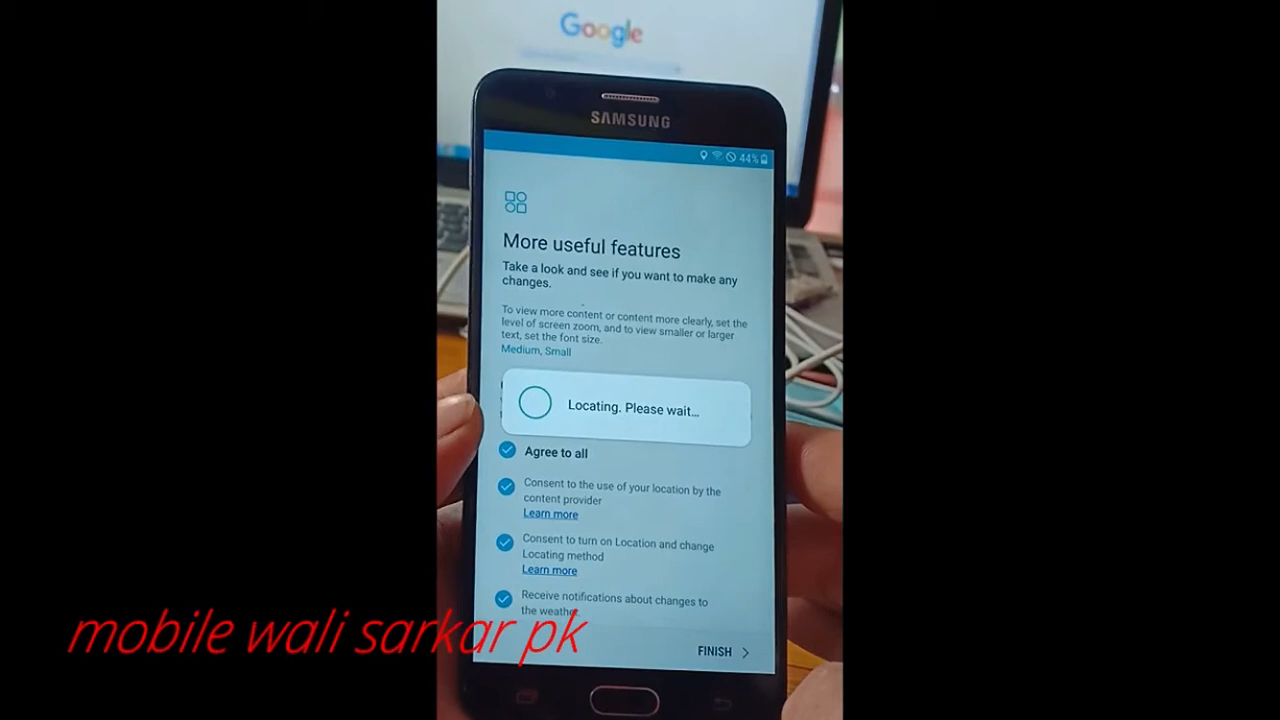 Google
SAMSUNG
44%
More useful features
Take a look and see if you want to make any
changes.
To view more content or content more clearly, set the
level of screen zoom, and to view smaller or larger
text, set the font size.
Medium, Small
Locating. Please wait...
Agree to all
Consent to the use of your location by the
content provider
Learn more
Consent to turn on Location and change
Locating method
Learn more
Receive notifications about changes to
the weather.
FINISH >
mobile wali sarkar pk